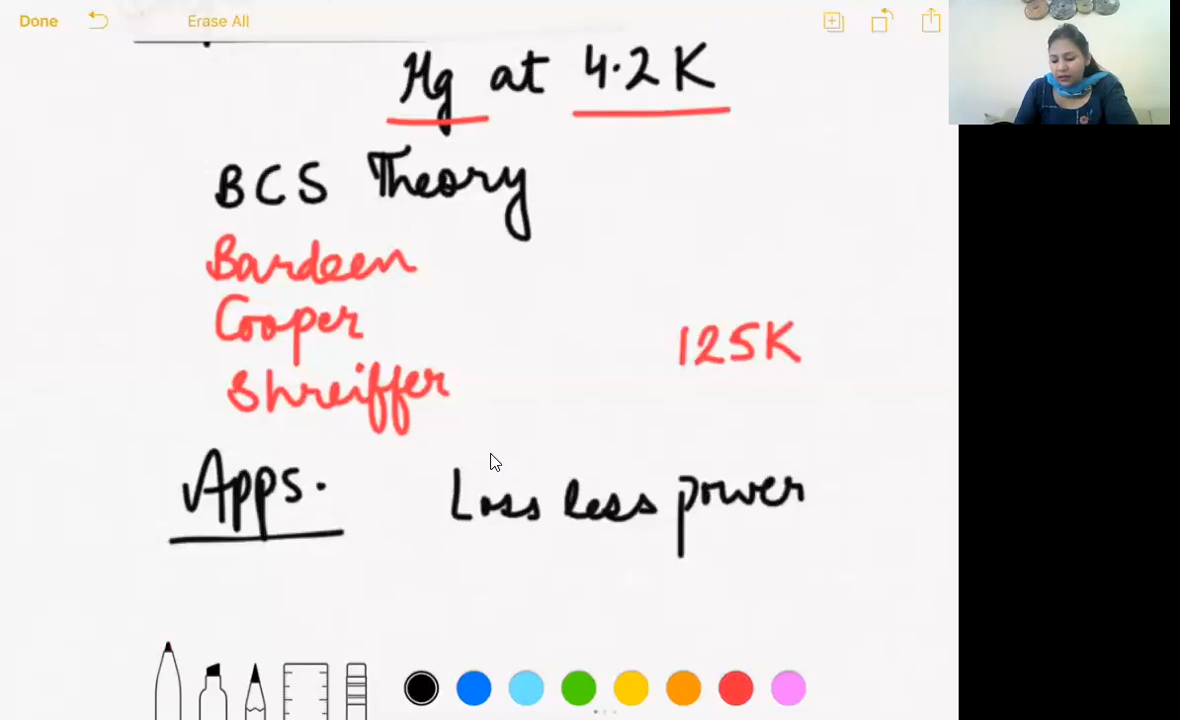 Done Erase All
Hg at 4.2K
BCS Theory
Bardeen
Cooper
125K
Shreiffer
Apps. Loss less power